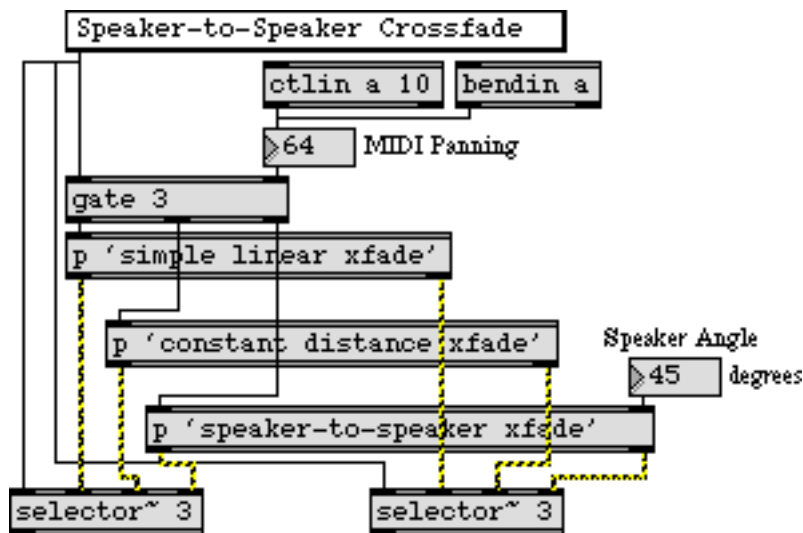 Speaker-to-Speaker Crossfade
ctlin a 10
bendin a
64
MIDI Panning
gate 3
p ‘simple linear xfade’
p ‘constant distance xfade’
Speaker Angle
45
degrees
p ‘speaker-to-speaker xfade’
selector~ 3
selector~ 3